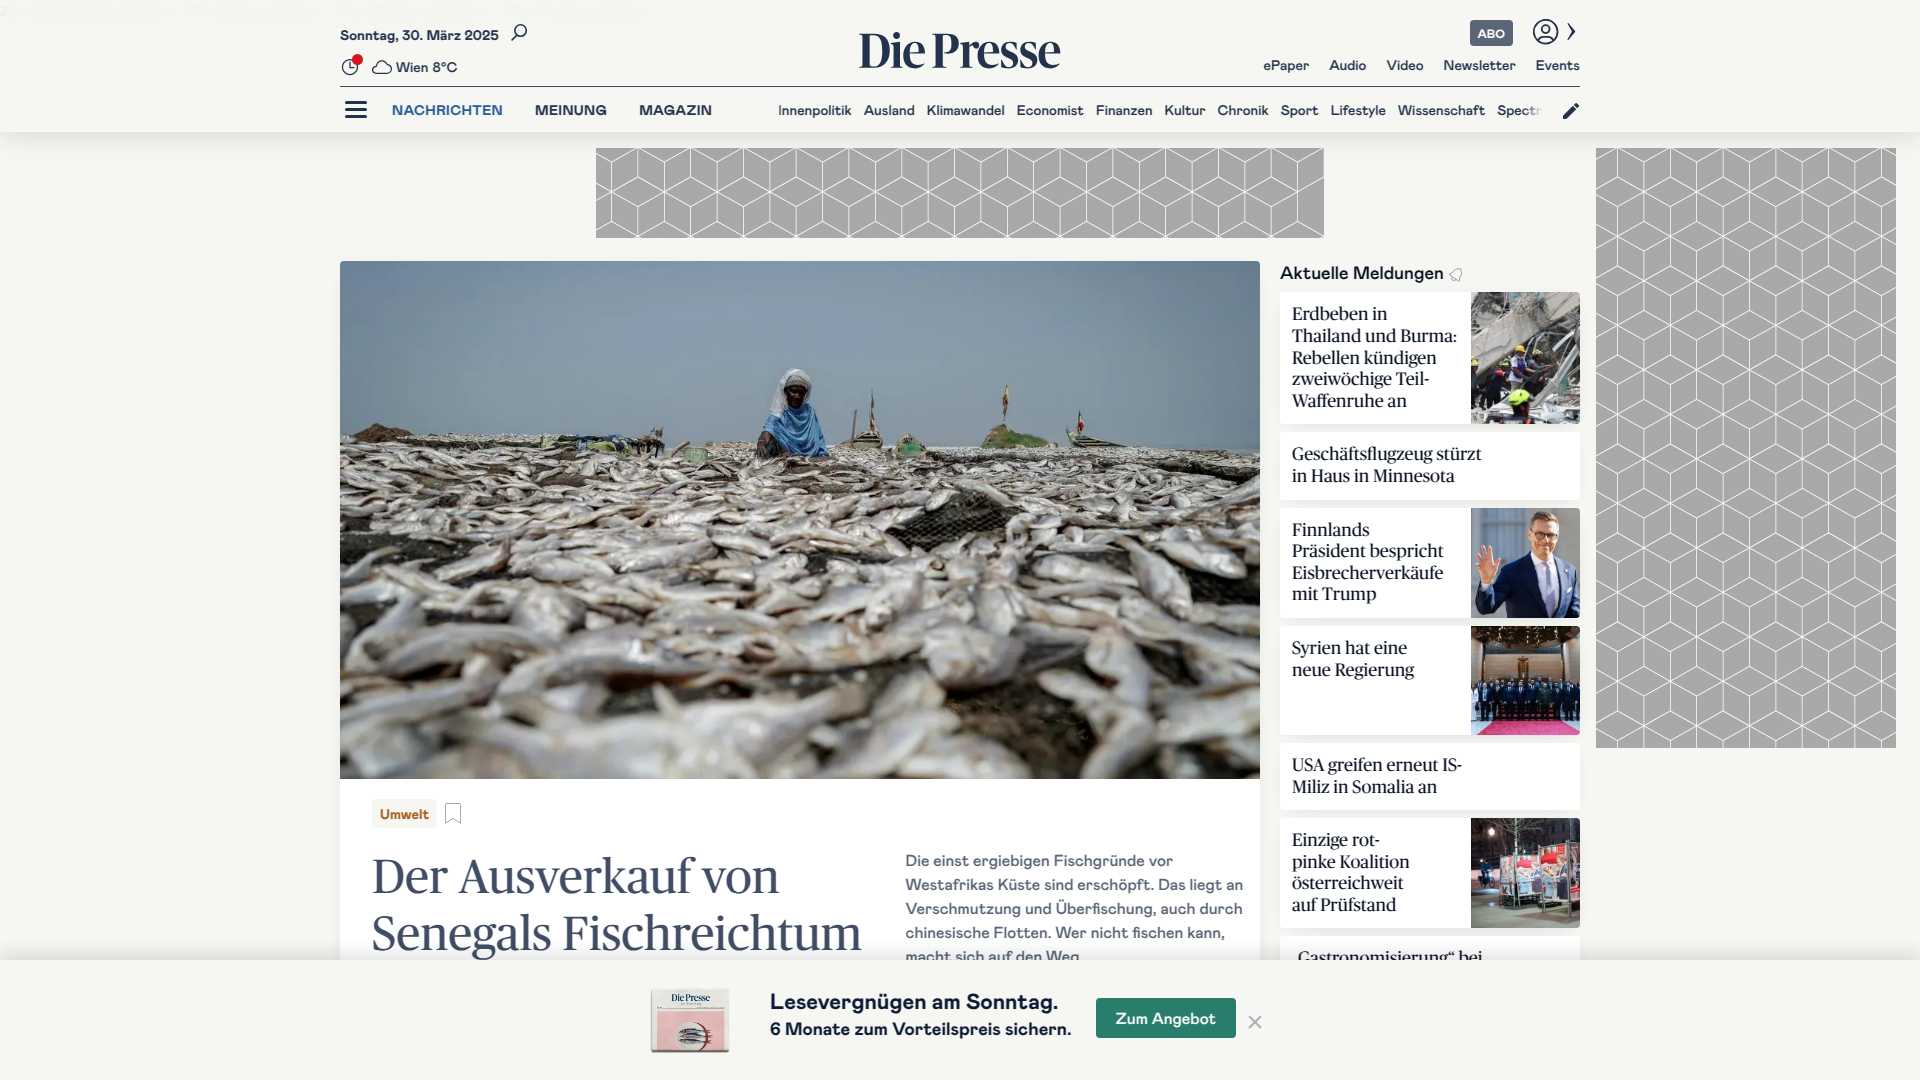 Sonntag, 30. März 2025
Wien 8°C
Die Presse
ABO
ePaper Audio Video Newsletter Events
NACHRICHTEN MEINUNG MAGAZIN
Innenpolitik Ausland Klimawandel Economist Finanzen Kultur Chronik Sport Lifestyle Wissenschaft
Umwelt
Der Ausverkauf von
Senegals Fischreichtum
Die einst ergiebigen Fischgründe vor
Westafrikas Küste sind erschöpft. Das liegt an
Verschmutzung und Überfischung, auch durch
chinesische Flotten. Wer nicht fischen kann,
macht sich auf den Weg
Aktuelle Meldungen
Erdbeben in
Thailand und Burma:
Rebellen kündigen
zweiwöchige Teil-
Waffenruhe an
Geschäftsflugzeug stürzt
in Haus in Minnesota
Finnlands
Präsident bespricht
Eisbrecherverkäufe
mit Trump
Syrien hat eine
neue Regierung
USA greifen erneut IS-
Miliz in Somalia an
Einzige rot-
pinke Koalition
österreichweit
auf Prüfstand
„Gastronomisierung“ bei
Die Presse
Lesevergnügen am Sonntag.
6 Monate zum Vorteilspreis sichern.
Zum Angebot